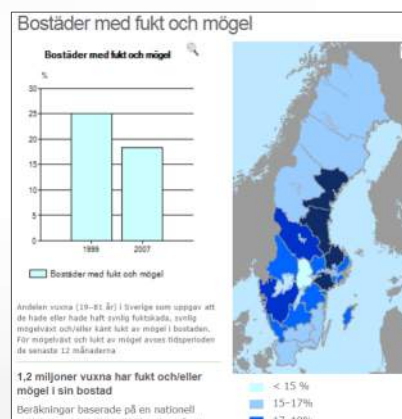 Bostäder med fukt och mögel
Bostäder med fukt och mögel
%
30
25
20
15
10
5
0
1999
2007
Bostäder med fukt och mögel
Andelen vuxna (19–81 år) i Sverige som uppgav att
de hade eller hade haft synlig fuktskada, synlig
mögelväxt och/eller känt lukt av mögel i bostaden.
För mögelväxt och lukt av mögel avses tidsperioden
de senaste 12 månaderna
1,2 miljoner vuxna har fukt och/eller
mögel i sin bostad
Beräkningar baserade på en nationell
< 15 %
15–17%